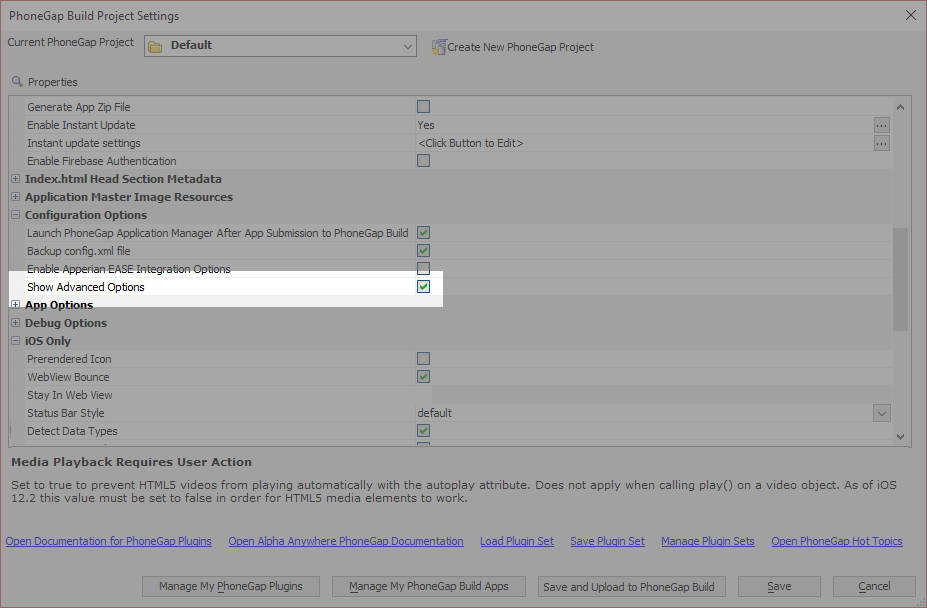 PhoneGap Build Project Settings
Current PhoneGap Project
Default
Create New PhoneGap Project
Properties
Generate App Zip File
Enable Instant Update Yes ...
Instant update settings <Click Button to Edit> ...
Enable Firebase Authentication
Index.html Head Section Metadata
Application Master Image Resources
Configuration Options
Launch PhoneGap Application Manager After App Submission to PhoneGap Build
Backup config.xml file
Enable Apperian EASE Integration Options
Show Advanced Options
App Options
Debug Options
iOS Only
Prerendered Icon
WebView Bounce
Stay In Web View
Status Bar Style default
Detect Data Types
Media Playback Requires User Action
Set to true to prevent HTML5 videos from playing automatically with the autoplay attribute. Does not apply when calling play() on a video object. As of iOS
12.2 this value must be set to false in order for HTML5 media elements to work.
Open Documentation for PhoneGap Plugins Open Alpha Anywhere PhoneGap Documentation Load Plugin Set Save Plugin Set Manage Plugin Sets Open PhoneGap Hot Topics
Manage My PhoneGap Plugins Manage My PhoneGap Build Apps Save and Upload to PhoneGap Build Save Cancel